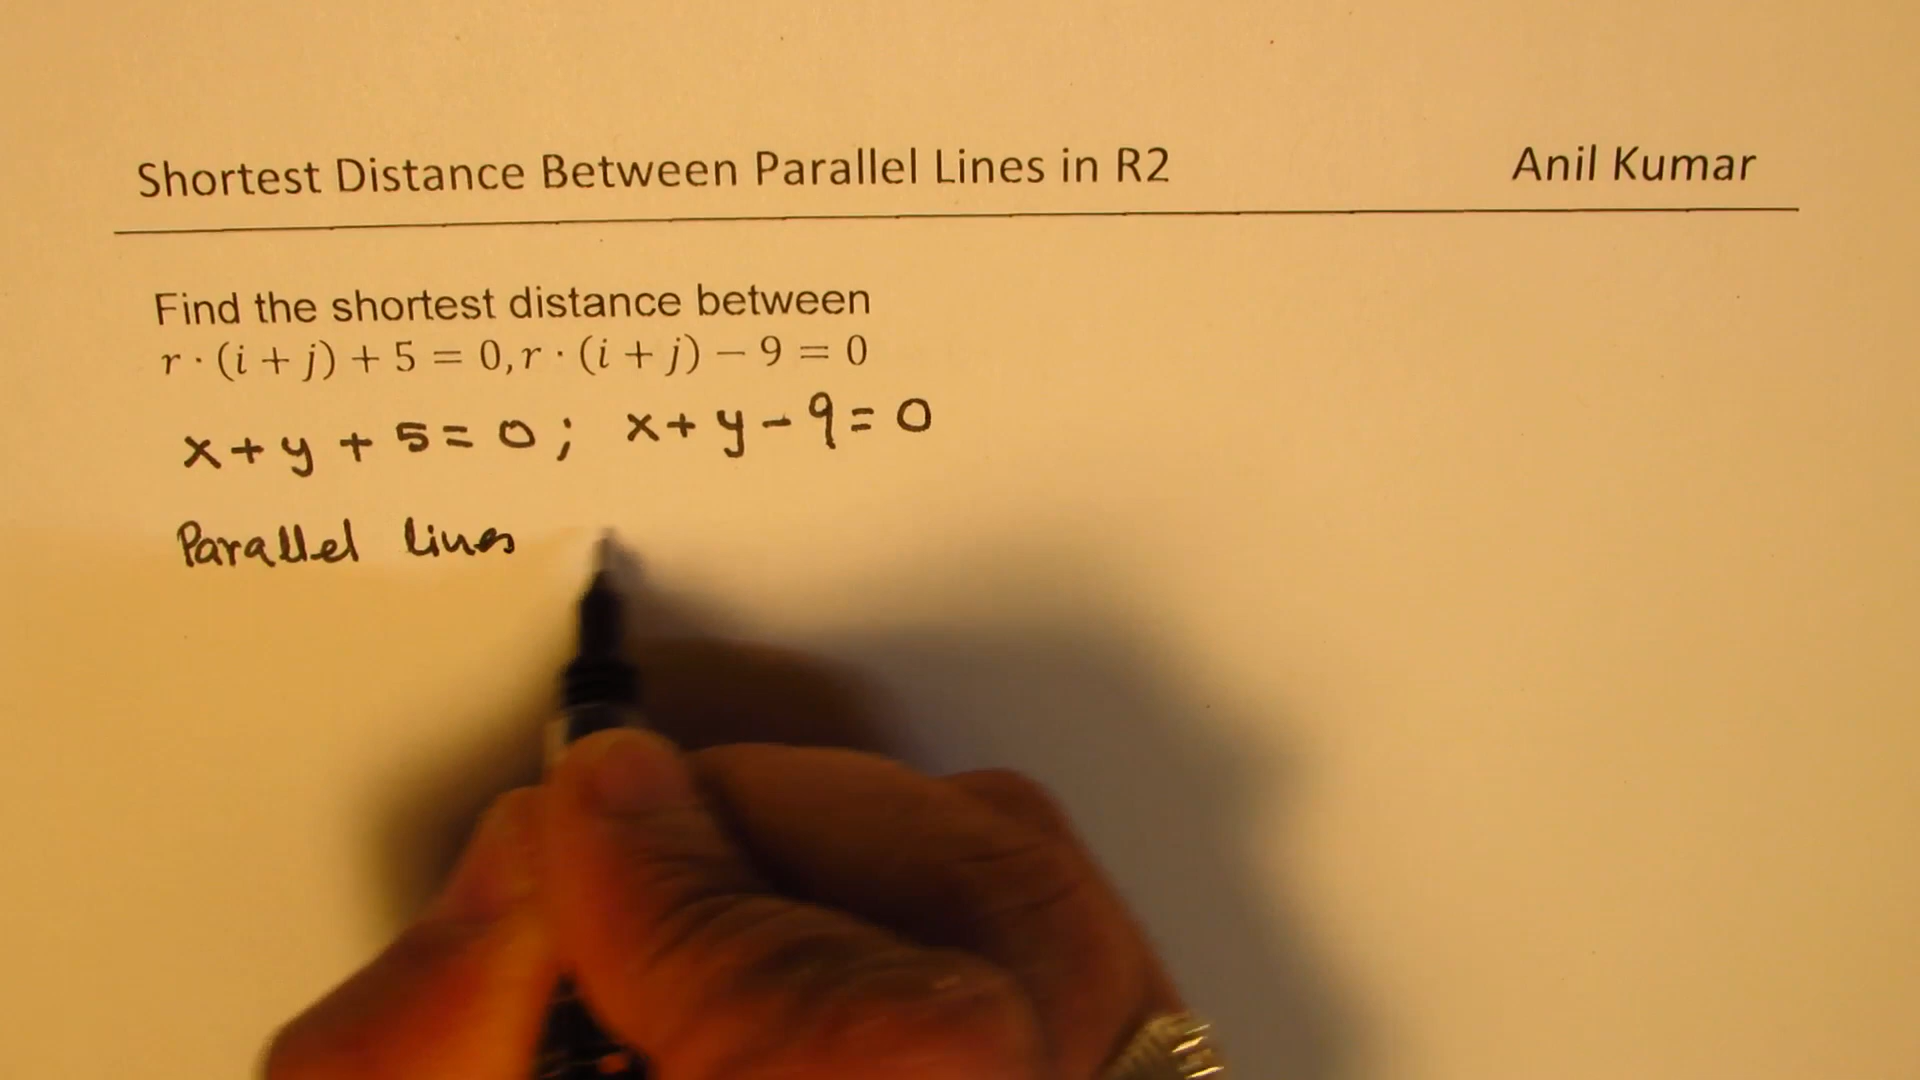 Shortest Distance Between Parallel Lines in R2 Anil Kumar
Find the shortest distance between
r · (i + j) + 5 = 0, r · (i + j) − 9 = 0
x + y + 5 = 0 ; x + y - 9 = 0
Parallel lines